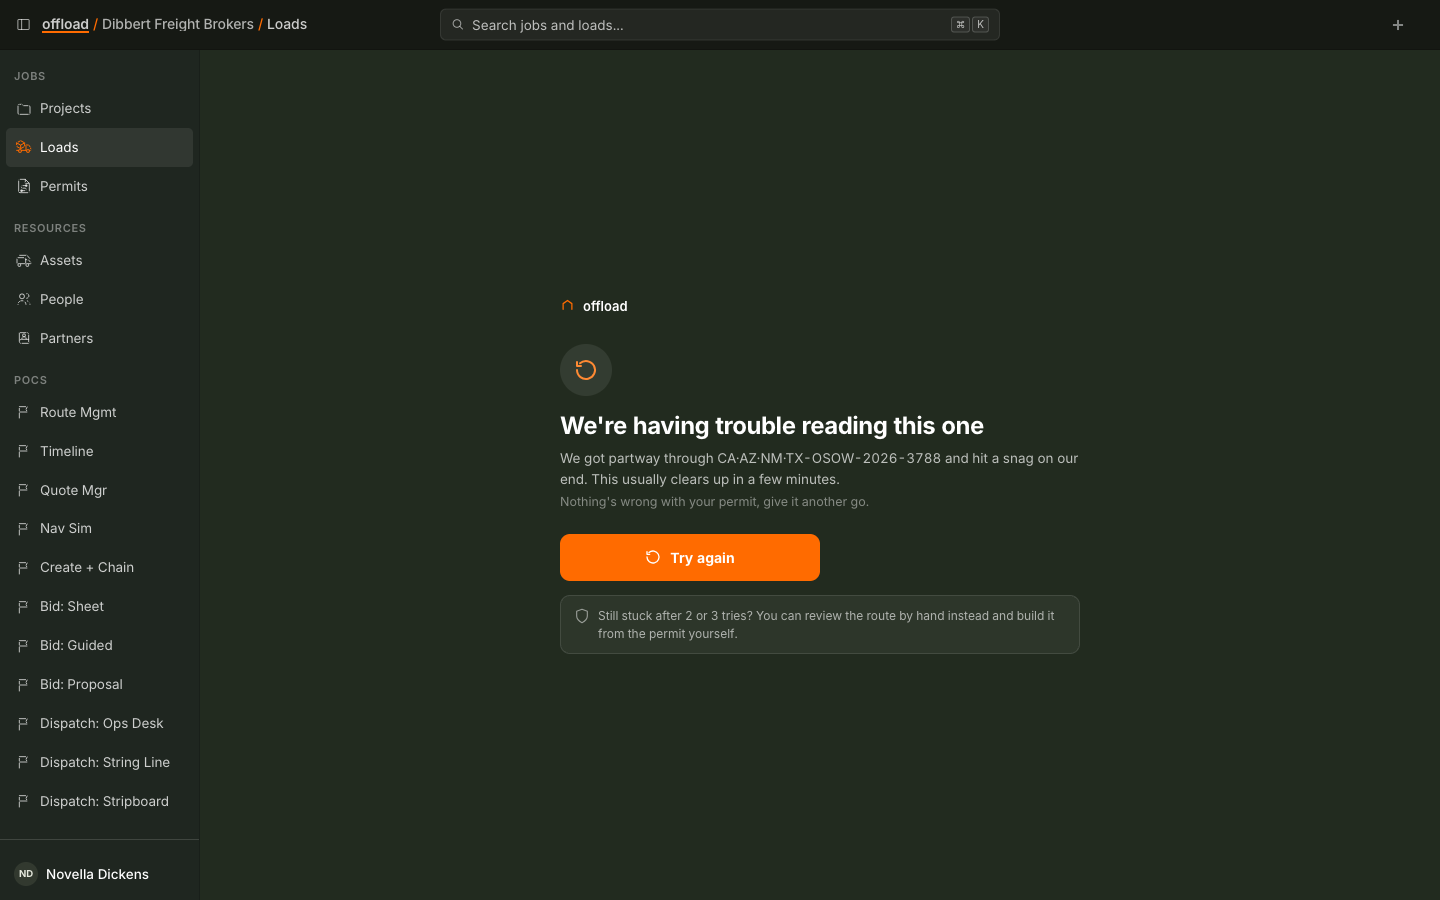 offload / Dibbert Freight Brokers / Loads
Search jobs and loads...
⌘ K
JOBS
Projects
Loads
Permits
RESOURCES
Assets
People
Partners
POCS
Route Mgmt
Timeline
Quote Mgr
Nav Sim
Create + Chain
Bid: Sheet
Bid: Guided
Bid: Proposal
Dispatch: Ops Desk
Dispatch: String Line
Dispatch: Stripboard
ND Novella Dickens
offload
We're having trouble reading this one
We got partway through CA·AZ·NM·TX-OSOW-2026-3788 and hit a snag on our
end. This usually clears up in a few minutes.
Nothing's wrong with your permit, give it another go.
Try again
Still stuck after 2 or 3 tries? You can review the route by hand instead and build it
from the permit yourself.